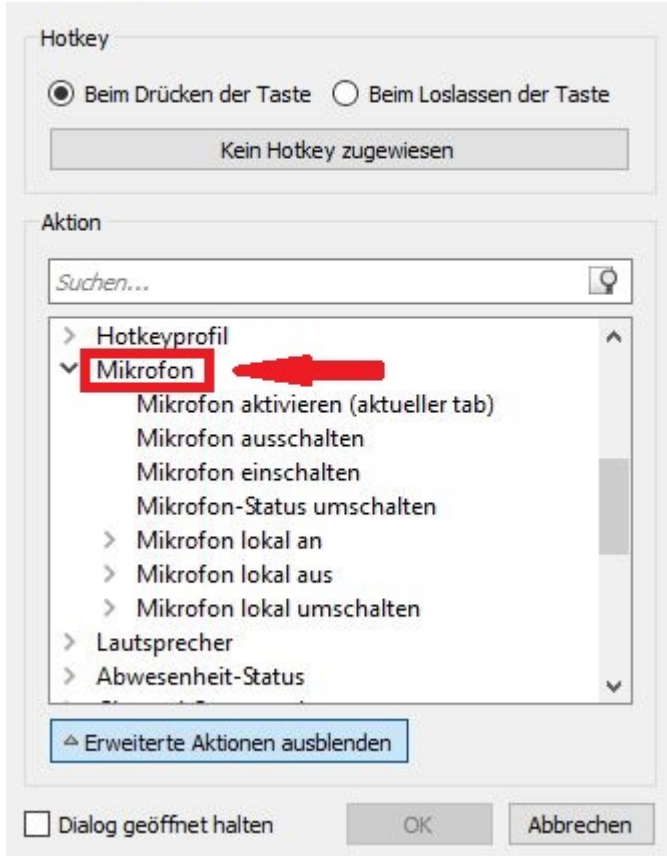 Hotkey
Beim Drücken der Taste Beim Loslassen der Taste
Kein Hotkey zugewiesen
Aktion
Suchen...
Hotkeyprofil
Mikrofon
Mikrofon aktivieren (aktueller tab)
Mikrofon ausschalten
Mikrofon einschalten
Mikrofon-Status umschalten
Mikrofon lokal an
Mikrofon lokal aus
Mikrofon lokal umschalten
Lautsprecher
Abwesenheit-Status
Erweiterte Aktionen ausblenden
Dialog geöffnet halten OK Abbrechen